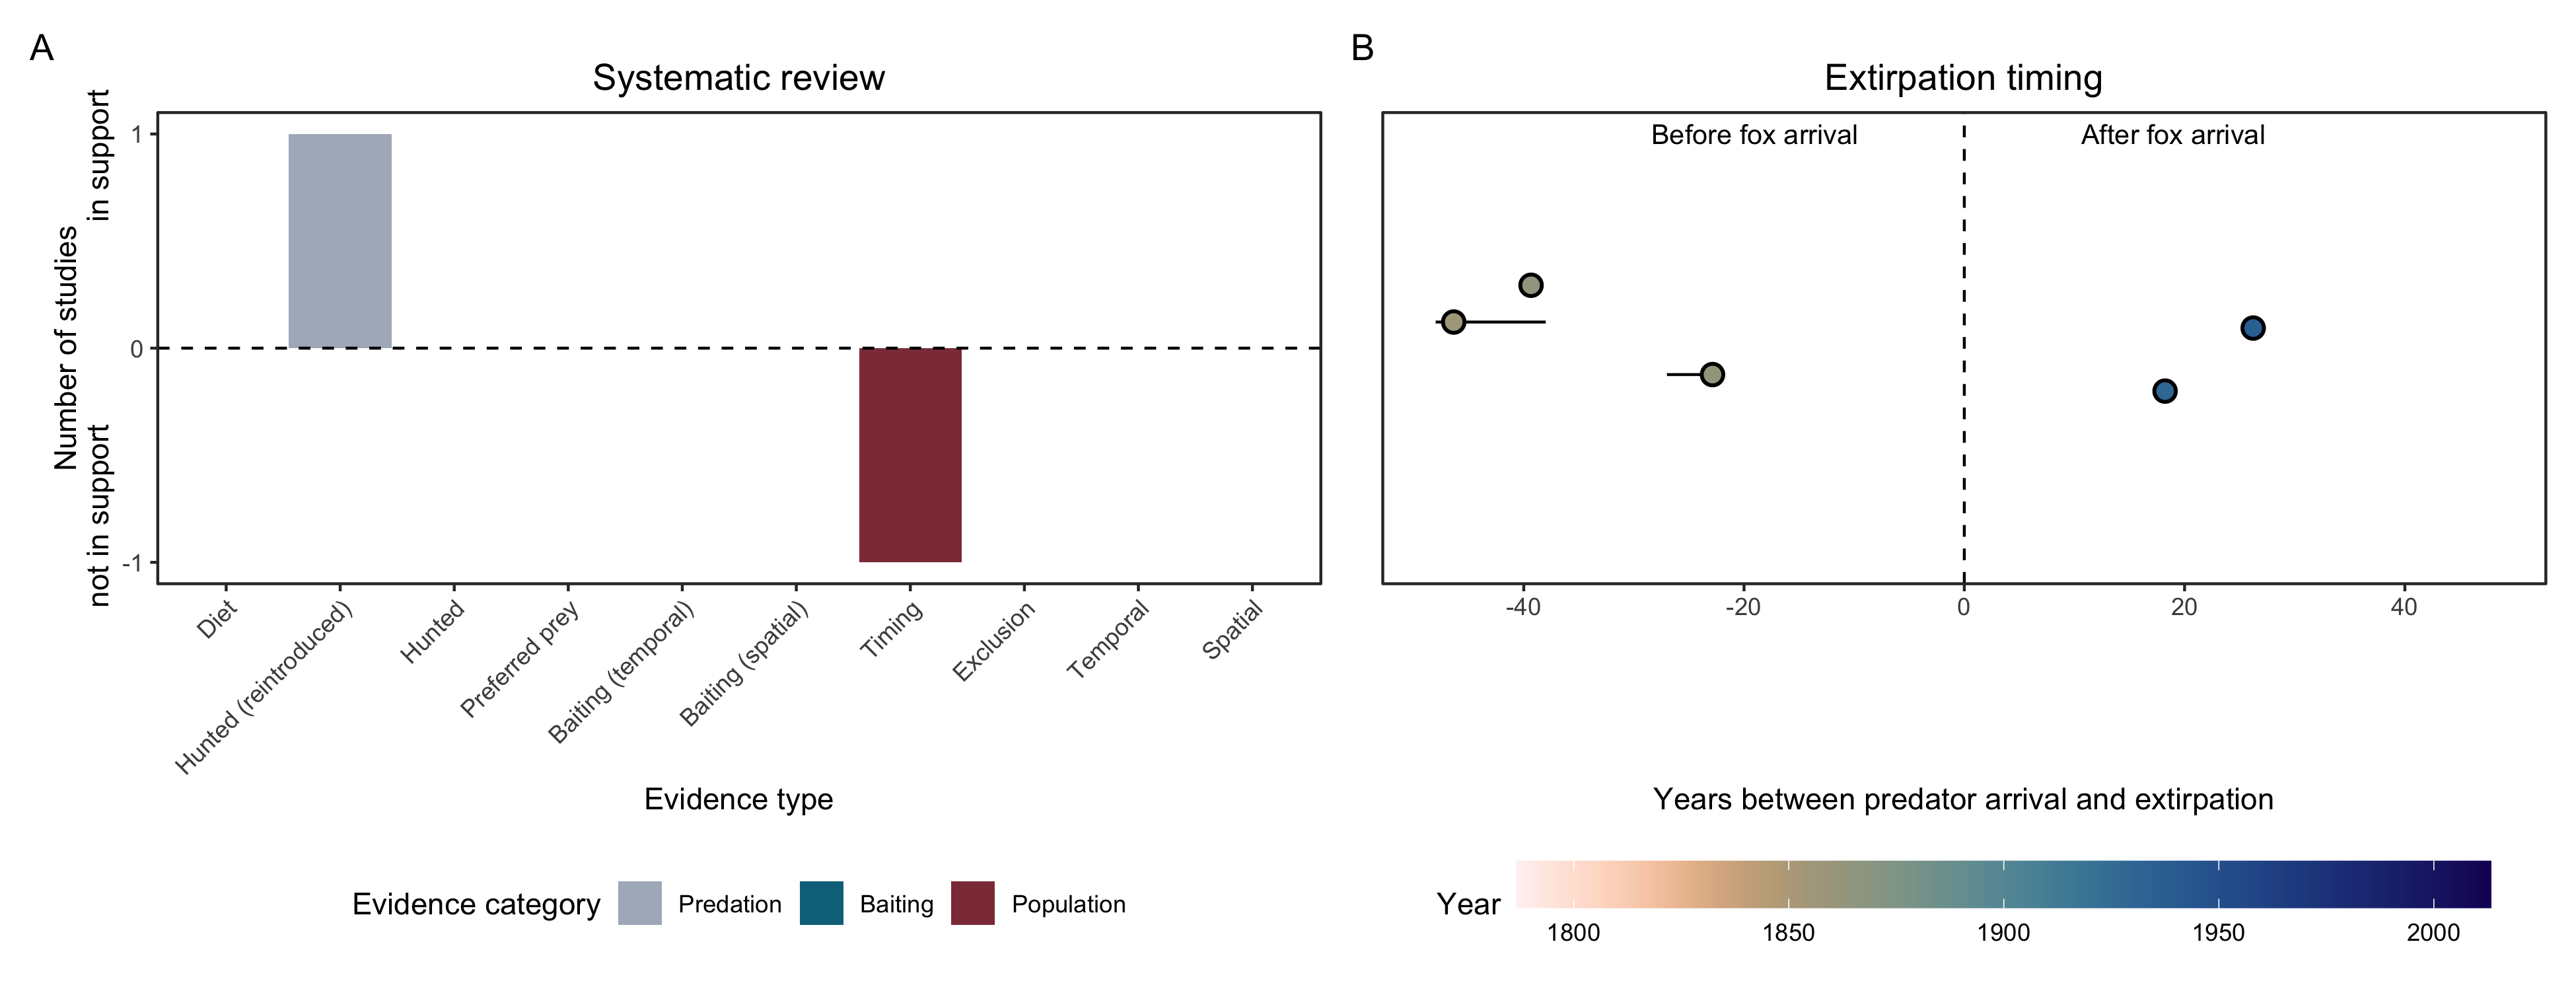 A
Systematic review
Number of studies
not in support
in support
1
0
-1
Diet
Hunted (reintroduced)
Hunted
Preferred prey
Baiting (temporal)
Baiting (spatial)
Timing
Exclusion
Temporal
Spatial
Evidence type
Evidence category
Predation
Baiting
Population
B
Extirpation timing
Before fox arrival
After fox arrival
-40
-20
0
20
40
Years between predator arrival and extirpation
Year
1800
1850
1900
1950
2000